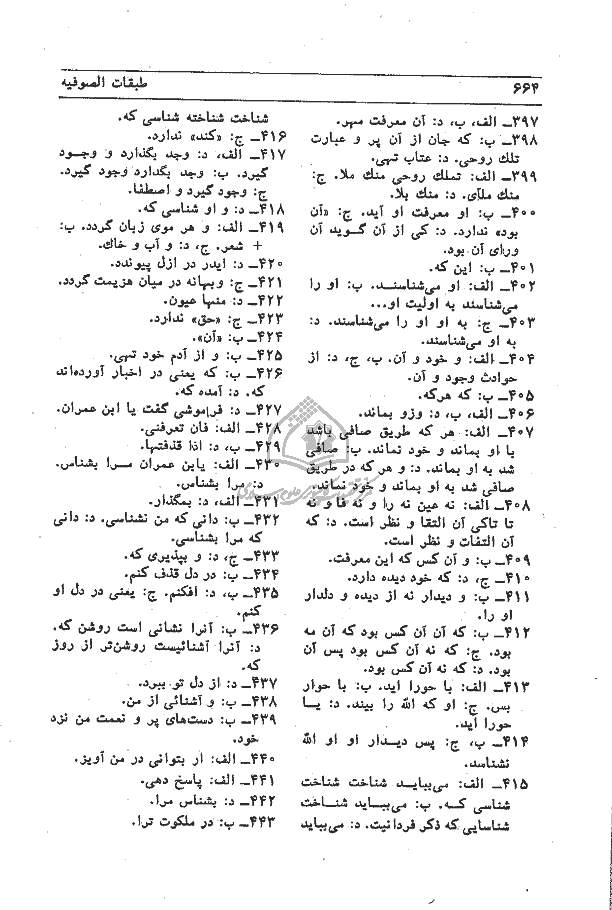 ۶۶۴
طبقات الصوفیه
۳۹۷ـ الف، ب، د: آن معرفت مهر.
۳۹۸ـ ب: که جان از آن پر و عبارت
تلك روحی. د: عتاب تهی.
۳۹۹ـ الف: تملك روحی منك ملا. ج:
منك ملآی. د: منك بلا.
۴۰۰ـ ب: او معرفت او آید. ج: «آن
بود» ندارد. د: کی از آن گوید آن
ورای آن بود.
۴۰۱ـ ب: این که.
۴۰۲ـ الف: او می‌شناسند. ب: او را
می‌شناسند به اولیت او...
۴۰۳ـ ج: به او او را می‌شناسند. د:
به او می‌شناسند.
۴۰۴ـ الف: و خود و آن. ب، ج، د: از
حوادث وجود و آن.
۴۰۵ـ ب: که هرکه.
۴۰۶ـ الف، ب، د: وزو بماند.
۴۰۷ـ الف: هر که طریق صافی باشد
با او بماند و خود نماند. ب: صافی
شد به او بماند. د: و هر که در طریق
صافی شد به او بماند و خود نماند.
۴۰۸ـ الف: نه عین نه را و نه فا و نه
تا تاکی آن التقا و نظر است. د: که
آن التفات و نظر است.
۴۰۹ـ ب: و آن کس که این معرفت.
۴۱۰ـ ج، د: که خود دیده دارد.
۴۱۱ـ ب: و دیدار نه از دیده و دلدار
او را.
۴۱۲ـ ب: که آن آن کس بود که آن مه
بود. ج: که نه آن کس بود پس آن
بود. د: که نه آن کس بود.
۴۱۳ـ الف: با حورا اید. ب: با حوار
بس. ج: او که الله را بیند. د: با
حورا آید.
۴۱۴ـ ب، ج: پس دیدار او او الله
نشناسد.
۴۱۵ـ الف: می‌بیاید شناخت شناخت
شناسی که. ب: می‌بیاید شناخت
شناسایی که ذکر فردانیت. د: می‌بیاید
شناخت شناخته شناسی که.
۴۱۶ـ ج: «کند» ندارد.
۴۱۷ـ الف، د: وجد بگذارد و وجود
گیرد. ب: وجد بگذارد وجود گیرد.
ج: وجود گیرد و اصطفا.
۴۱۸ـ د: و او شناسی که.
۴۱۹ـ الف: و هر موی زبان گردد. ب:
+ شعر. ج، د: و آب و خاك.
۴۲۰ـ د: ایدر در ازل پیوندد.
۴۲۱ـ ج: وبهانه در میان هزیمت گردد.
۴۲۲ـ د: منها عیون.
۴۲۳ـ ج: «حق» ندارد.
۴۲۴ـ ب: «آن».
۴۲۵ـ ب: و از آدم خود تهی.
۴۲۶ـ ب: که یعنی در اخبار آورده‌اند
که. د: آمده که.
۴۲۷ـ د: فراموشی گفت یا ابن عمران.
۴۲۸ـ الف: فان تعرفنی.
۴۲۹ـ ب، د: اذا قذفتها.
۴۳۰ـ الف: یابن عمران مرا بشناس.
د: مرا بشناس.
۴۳۱ـ الف، د: بمگذار.
۴۳۲ـ ب: دانی که من نشناسی. د: دانی
که مرا بشناسی.
۴۳۳ـ ج، د: و بپذیری که.
۴۳۴ـ ب: در دل قذف کنم.
۴۳۵ـ ب، د: افکنم. ج: یعنی در دل او
کنم.
۴۳۶ـ ب: آنرا نشانی است روشن که.
د: آنرا آشنائیست روشن‌تر از روز
که.
۴۳۷ـ د: از دل تو ببرد.
۴۳۸ـ ب: و آشنائی از من.
۴۳۹ـ ب: دست‌های پر و نعمت من نزد
خود.
۴۴۰ـ الف: ار بتوانی در من آویز.
۴۴۱ـ الف: پاسخ دهی.
۴۴۲ـ د: بشناس مرا.
۴۴۳ـ ب: در ملکوت ترا.